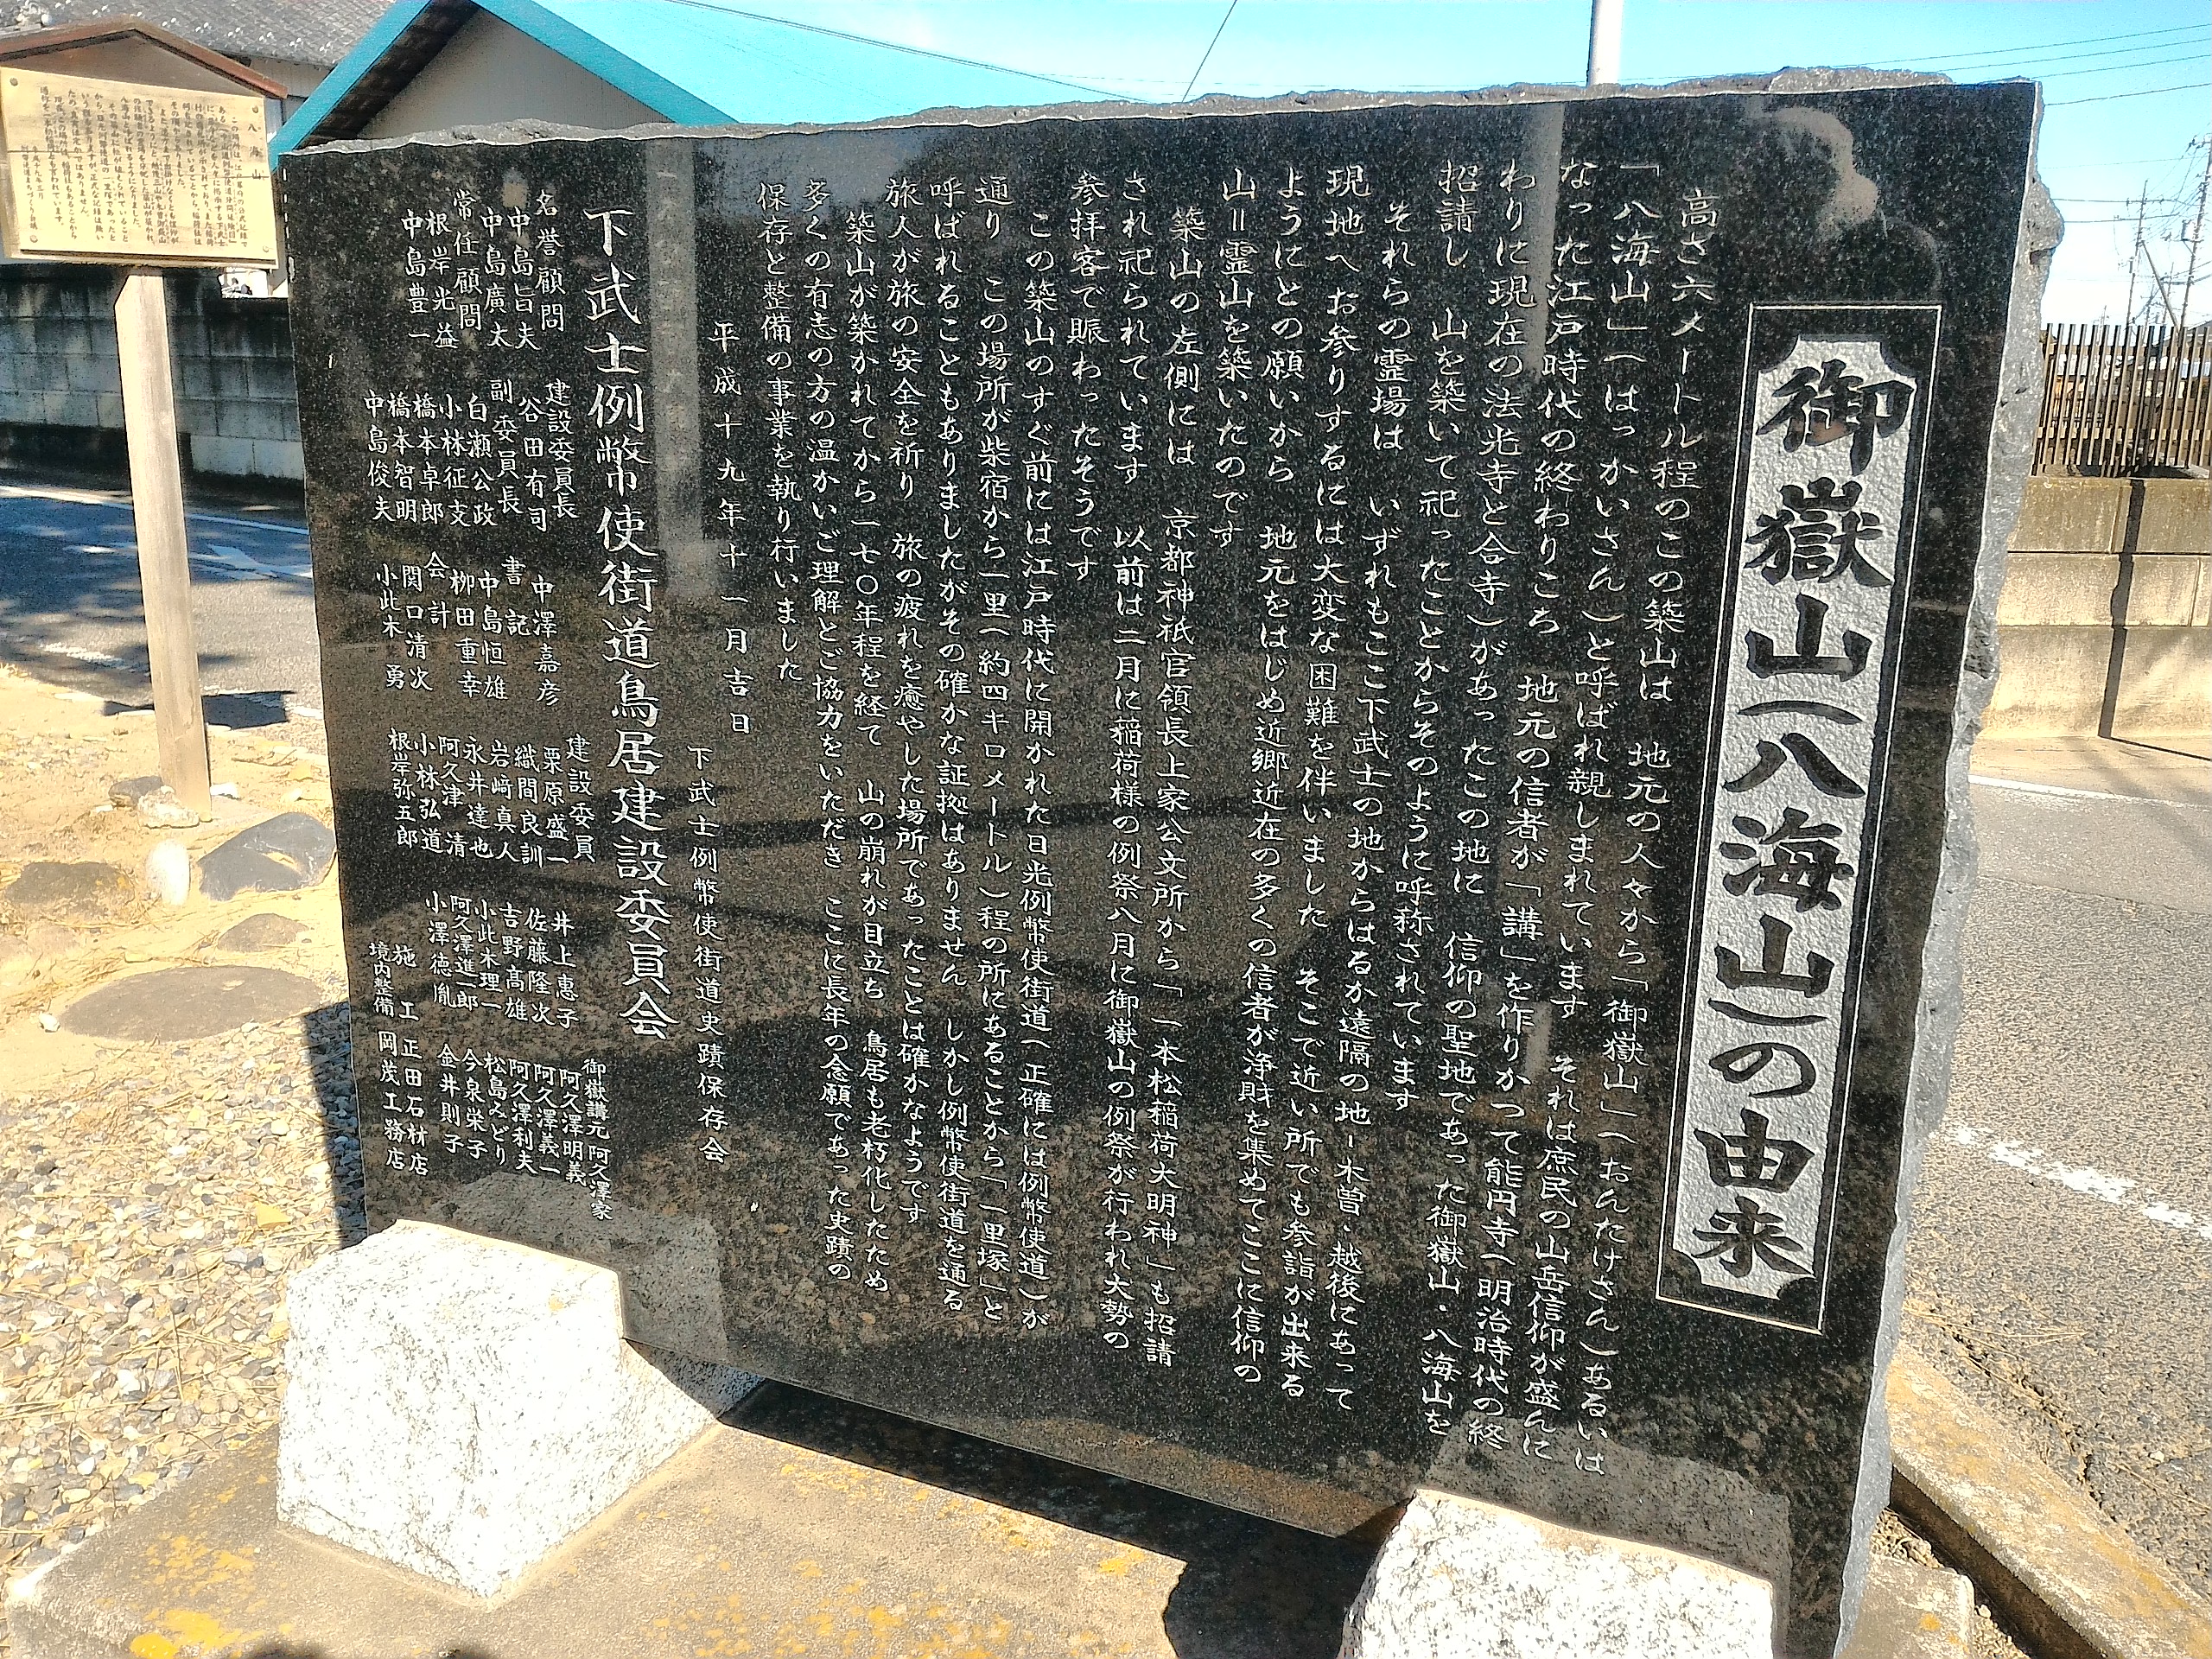 御嶽山(八海山)の由来
高さ六メートル程のこの築山は 地元の人々から「御嶽山」(おんたけさん)あるいは
「八海山」(はっかいさん)と呼ばれ親しまれています それは庶民の山岳信仰が盛んに
なった江戸時代の終わりころ 地元の信者が「講」を作りかつて能円寺(明治時代の終
わりに現在の法光寺と合寺)があったこの地に 信仰の聖地であった御嶽山・八海山を
招請し 山を築いて祀ったことからそのように呼称されています
それらの霊場は いずれもここ下武士の地からはるか遠隔の地-木曽・越後にあって
現地へお参りするには大変な困難を伴いました そこで近い所でも参詣が出来る
ようにとの願いから 地元をはじめ近郷近在の多くの信者が浄財を集めてここに信仰の
山=霊山を築いたのです
築山の左側には 京都神祇官領長上家公文所から「一本松稲荷大明神」も招請
され祀られています 以前は二月に稲荷様の例祭八月に御嶽山の例祭が行われ大勢の
参拝客で賑わったそうです
この築山のすぐ前には江戸時代に開かれた日光例幣使街道(正確には例幣使道)が
通り この場所が柴宿から一里(約四キロメートル)程の所にあることから「一里塚」と
呼ばれることもありましたがその確かな証拠はありません しかし例幣使街道を通る
旅人が旅の安全を祈り 旅の疲れを癒やした場所であったことは確かなようです
築山が築かれてから一七〇年程を経て 山の崩れが目立ち 鳥居も老朽化したため
多くの有志の方の温かいご理解とご協力をいただき ここに長年の念願であった史蹟の
保存と整備の事業を執り行いました
平成十九年十一月吉日
下武士例幣使街道史蹟保存会
下武士例幣使街道鳥居建設委員会
名誉顧問
中島旨夫
中島廣太
常任顧問
根岸光益
中島豊一
建設委員長
谷田有司
副委員長
白瀬公政
小林征支
橋本卓郎
橋本智明
中島俊夫
中澤嘉彦
書記
中島恒雄
柳田重幸
会計
関口清次
小此木勇
建設委員
栗原盛一
織間良訓
岩﨑真人
永井達也
阿久津清
小林弘道
根岸弥五郎
井上惠子
佐藤隆次
吉野髙雄
小此木理一
阿久澤進一郎
小澤德胤
御嶽講元阿久澤家
阿久澤明義
阿久澤義一
阿久澤利夫
松島みどり
今泉栄子
金井則子
施工 正田石材店
境内整備 岡茂工務店
八海山